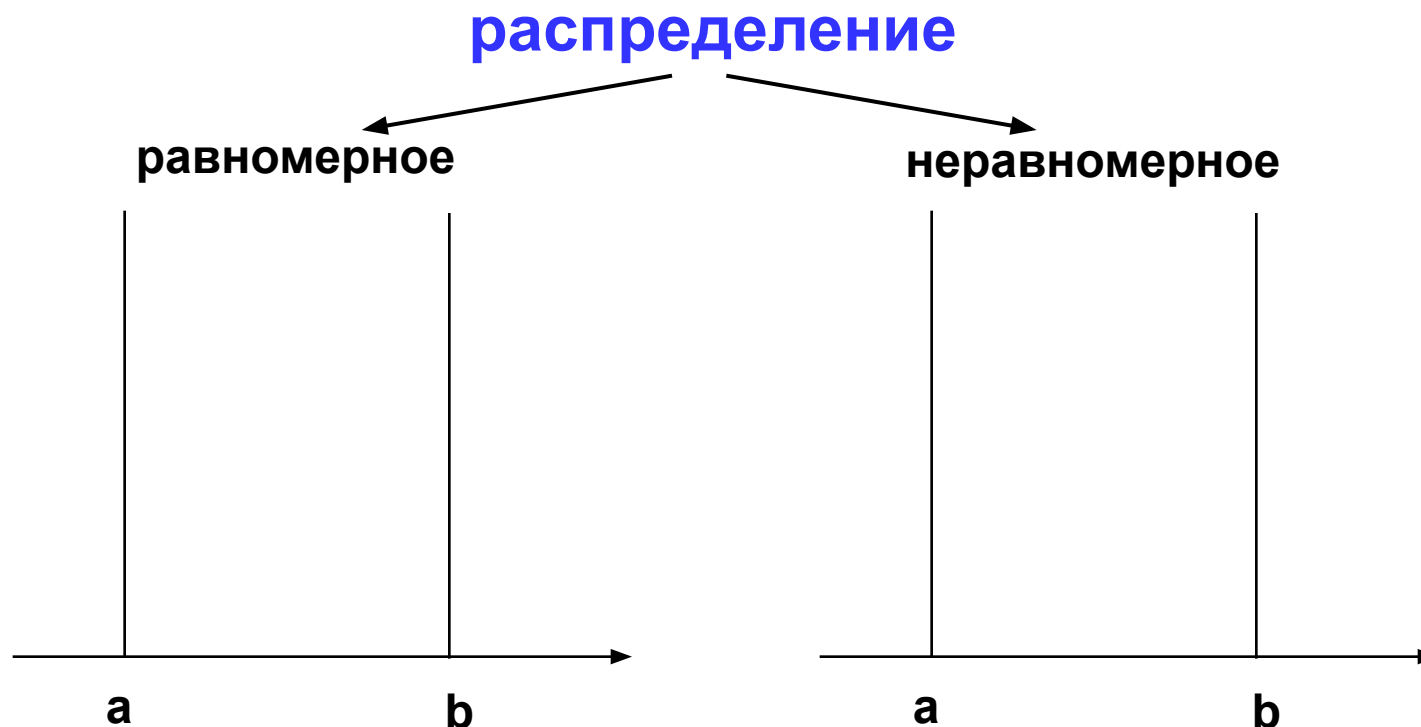 распределение
равномерное
неравномерное
a b a b